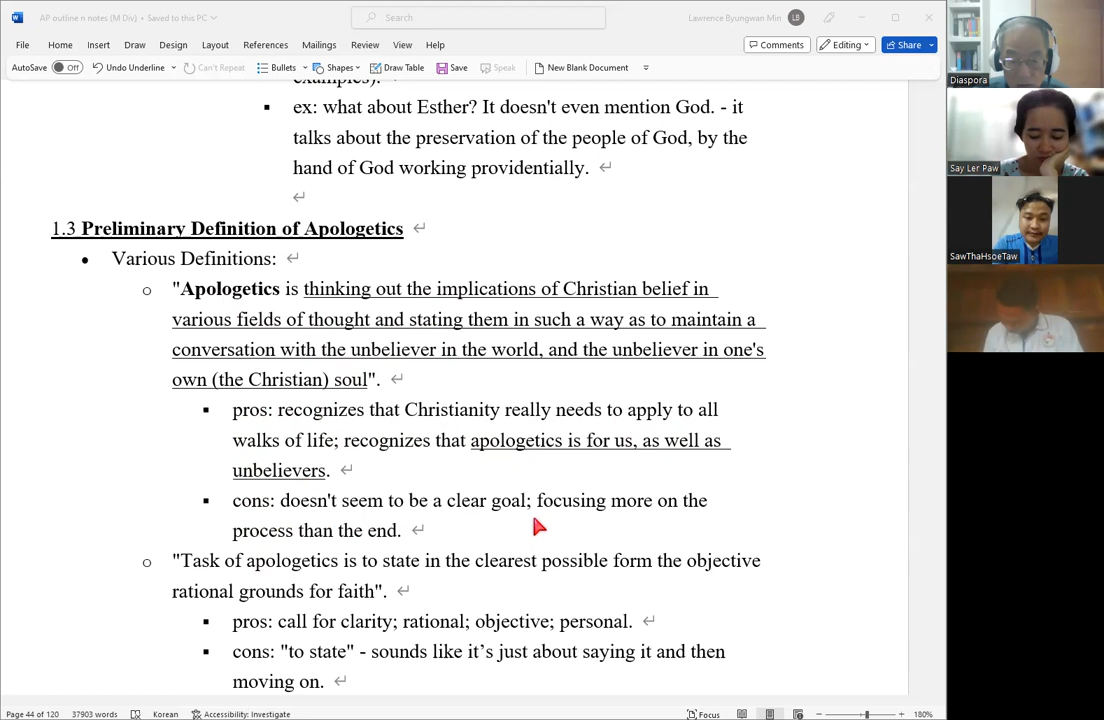 AP outline n notes (M Div) • Saved to this PC
Search
Lawrence Byungwan Min
LB
File Home Insert Draw Design Layout References Mailings Review View Help
Comments Editing Share
AutoSave Off Undo Underline Can't Repeat Bullets Shapes Draw Table Save Speak New Blank Document
examples).
▪ ex: what about Esther? It doesn't even mention God. - it
talks about the preservation of the people of God, by the
hand of God working providentially.
1.3 Preliminary Definition of Apologetics
• Various Definitions:
o "Apologetics is thinking out the implications of Christian belief in
various fields of thought and stating them in such a way as to maintain a
conversation with the unbeliever in the world, and the unbeliever in one's
own (the Christian) soul".
▪ pros: recognizes that Christianity really needs to apply to all
walks of life; recognizes that apologetics is for us, as well as
unbelievers.
▪ cons: doesn't seem to be a clear goal; focusing more on the
process than the end.
o "Task of apologetics is to state in the clearest possible form the objective
rational grounds for faith".
▪ pros: call for clarity; rational; objective; personal.
▪ cons: "to state" - sounds like it's just about saying it and then
moving on.
Page 44 of 120 37903 words Korean Accessibility: Investigate Focus 180%
Diaspora
Say Ler Paw
SawThaHsoeTaw